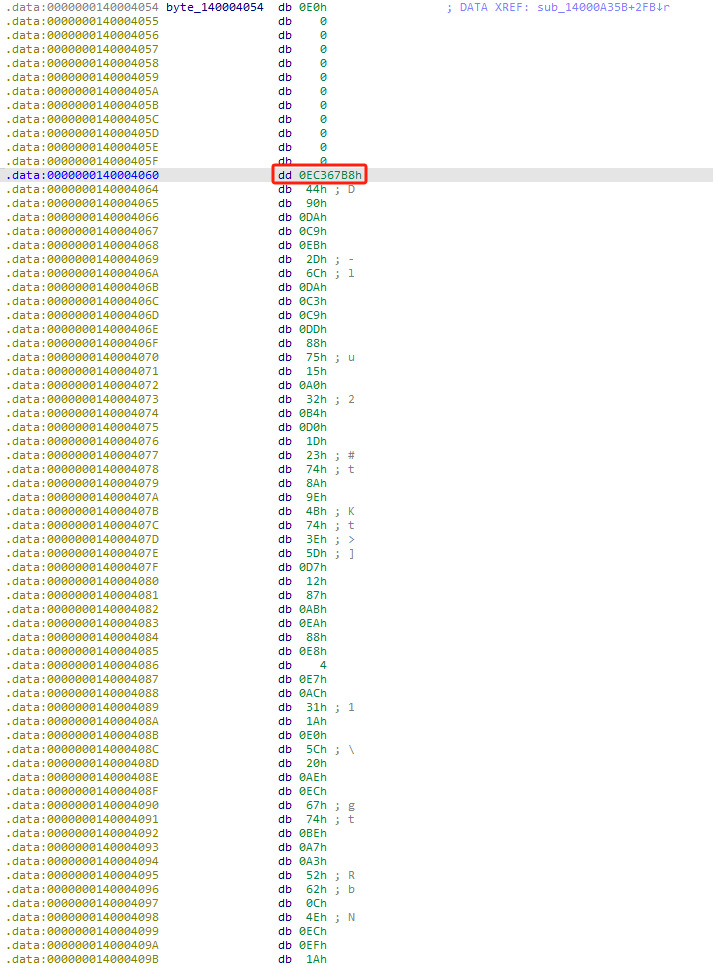 .data:0000000140004054 byte_140004054 db 0E0h ; DATA XREF: sub_14000A35B+2FB↓r
.data:0000000140004055 db 0
.data:0000000140004056 db 0
.data:0000000140004057 db 0
.data:0000000140004058 db 0
.data:0000000140004059 db 0
.data:000000014000405A db 0
.data:000000014000405B db 0
.data:000000014000405C db 0
.data:000000014000405D db 0
.data:000000014000405E db 0
.data:000000014000405F db 0
.data:0000000140004060 dd 0EC367B8h
.data:0000000140004064 db 44h ; D
.data:0000000140004065 db 90h
.data:0000000140004066 db 0DAh
.data:0000000140004067 db 0C9h
.data:0000000140004068 db 0EBh
.data:0000000140004069 db 2Dh ; -
.data:000000014000406A db 6Ch ; l
.data:000000014000406B db 0DAh
.data:000000014000406C db 0C3h
.data:000000014000406D db 0C9h
.data:000000014000406E db 0DDh
.data:000000014000406F db 88h
.data:0000000140004070 db 75h ; u
.data:0000000140004071 db 15h
.data:0000000140004072 db 0A0h
.data:0000000140004073 db 32h ; 2
.data:0000000140004074 db 0B4h
.data:0000000140004075 db 0D0h
.data:0000000140004076 db 1Dh
.data:0000000140004077 db 23h ; #
.data:0000000140004078 db 74h ; t
.data:0000000140004079 db 8Ah
.data:000000014000407A db 9Eh
.data:000000014000407B db 4Bh ; K
.data:000000014000407C db 74h ; t
.data:000000014000407D db 3Eh ; >
.data:000000014000407E db 5Dh ; ]
.data:000000014000407F db 0D7h
.data:0000000140004080 db 12h
.data:0000000140004081 db 87h
.data:0000000140004082 db 0ABh
.data:0000000140004083 db 0EAh
.data:0000000140004084 db 88h
.data:0000000140004085 db 0E8h
.data:0000000140004086 db 4
.data:0000000140004087 db 0E7h
.data:0000000140004088 db 0ACh
.data:0000000140004089 db 31h ; 1
.data:000000014000408A db 1Ah
.data:000000014000408B db 0E0h
.data:000000014000408C db 5Ch ; \
.data:000000014000408D db 20h
.data:000000014000408E db 0AEh
.data:000000014000408F db 0ECh
.data:0000000140004090 db 67h ; g
.data:0000000140004091 db 74h ; t
.data:0000000140004092 db 0BEh
.data:0000000140004093 db 0A7h
.data:0000000140004094 db 0A3h
.data:0000000140004095 db 52h ; R
.data:0000000140004096 db 62h ; b
.data:0000000140004097 db 0Ch
.data:0000000140004098 db 4Eh ; N
.data:0000000140004099 db 0ECh
.data:000000014000409A db 0EFh
.data:000000014000409B db 1Ah